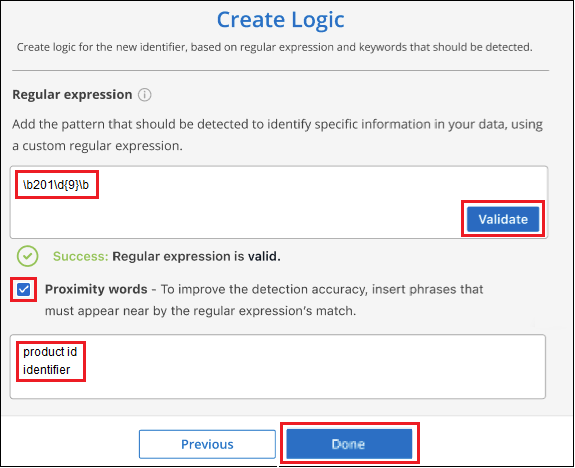 Create Logic
Create logic for the new identifier, based on regular expression and keywords that should be detected.
Regular expression
Add the pattern that should be detected to identify specific information in your data, using
a custom regular expression.
\b201\d{9}\b
Validate
Success: Regular expression is valid.
Proximity words - To improve the detection accuracy, insert phrases that
must appear near by the regular expression's match.
product id
identifier
Previous
Done